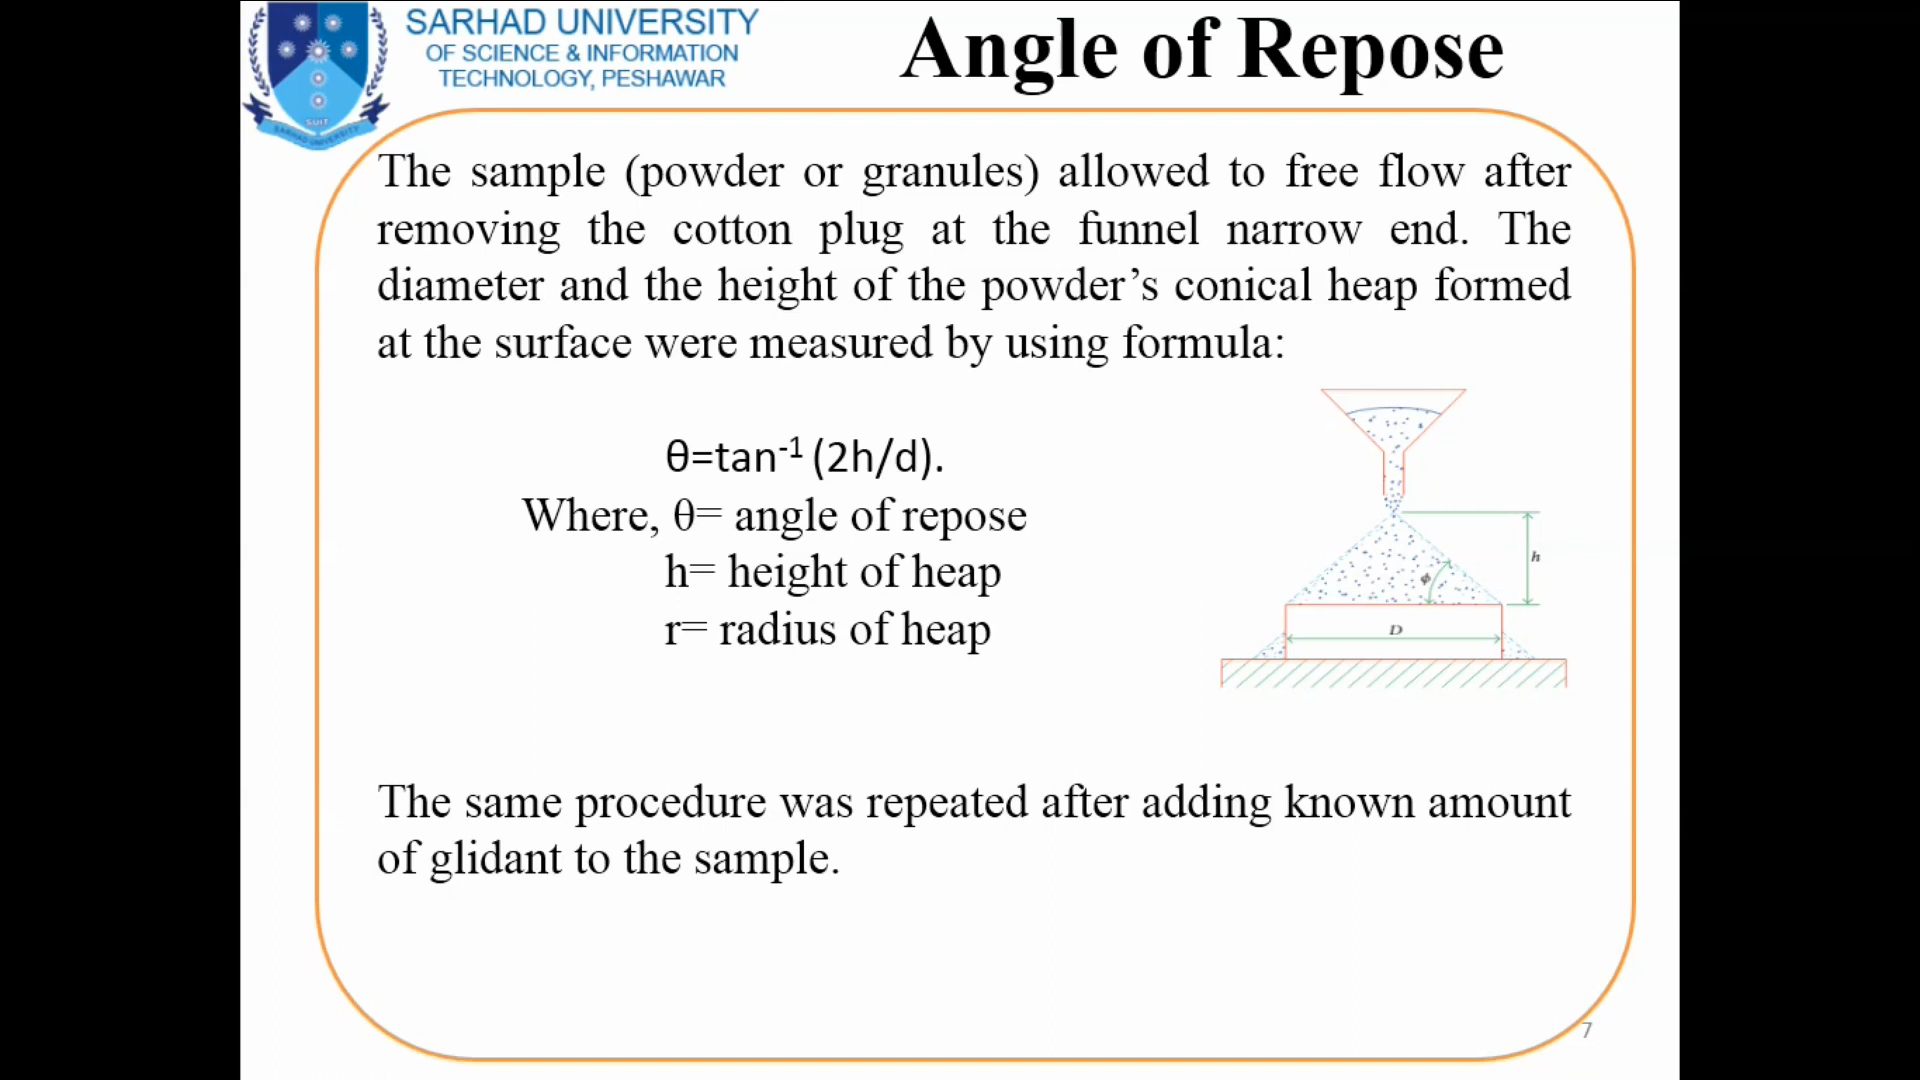 SARHAD UNIVERSITY
OF SCIENCE & INFORMATION
TECHNOLOGY, PESHAWAR
SUIT
SARHAD UNIVERSITY
Angle of Repose
The sample (powder or granules) allowed to free flow after
removing the cotton plug at the funnel narrow end. The
diameter and the height of the powder’s conical heap formed
at the surface were measured by using formula:
θ=tan⁻¹ (2h/d).
Where, θ= angle of repose
h= height of heap
r= radius of heap
h
ϕ
D
The same procedure was repeated after adding known amount
of glidant to the sample.
7